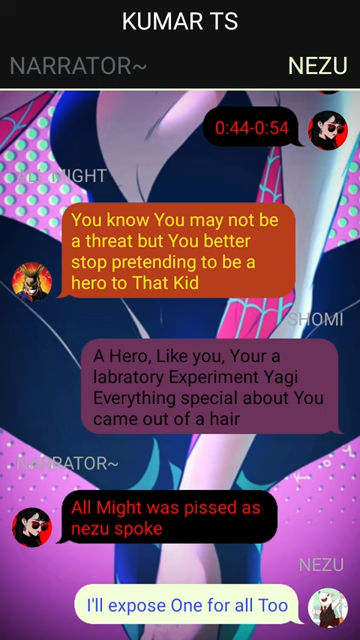 KUMAR TS
NARRATOR~ NEZU
0:44-0:54
ALL MIGHT
You know You may not be
a threat but You better
stop pretending to be a
hero to That Kid
SHOMI
A Hero, Like you, Your a
labratory Experiment Yagi
Everything special about You
came out of a hair
NARRATOR~
All Might was pissed as
nezu spoke
NEZU
I'll expose One for all Too